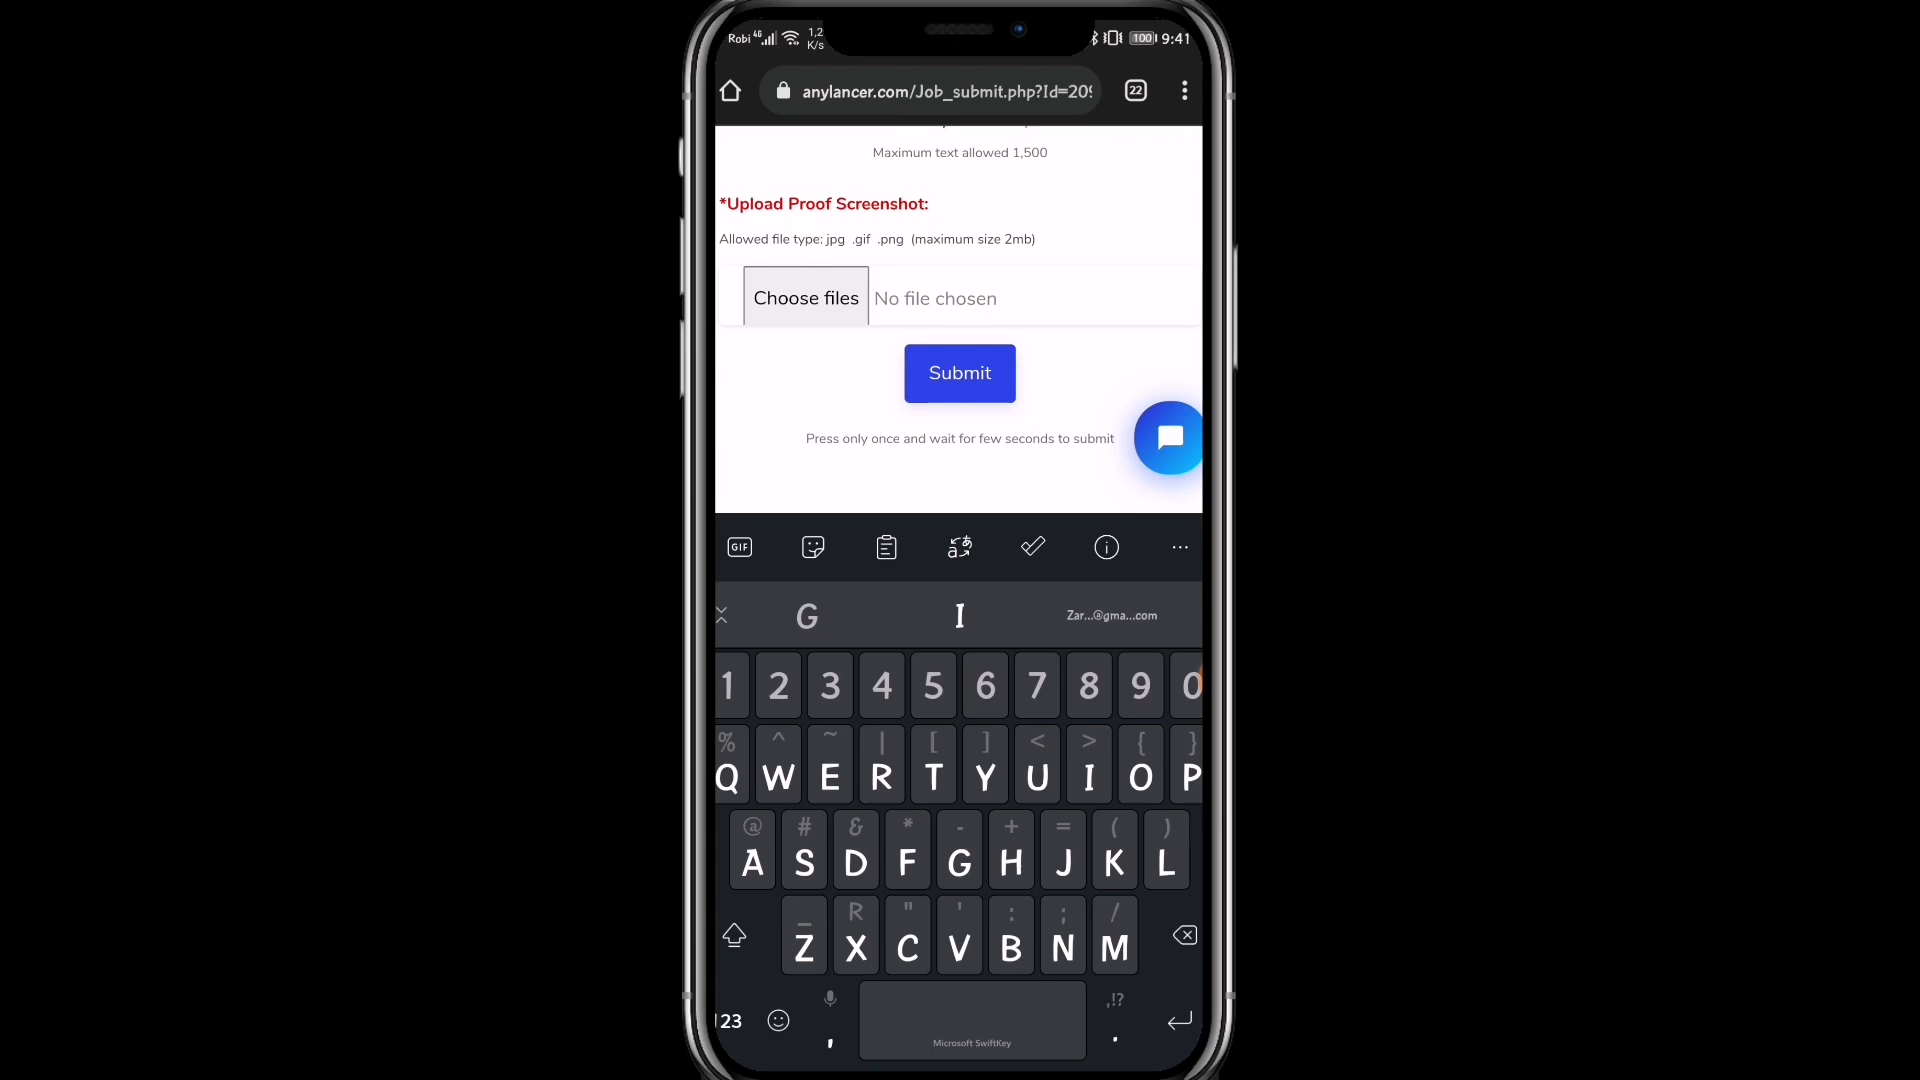 Robi 4G 1,2 K/s 100 9:41
anylancer.com/Job_submit.php?Id=209 22
Maximum text allowed 1,500
*Upload Proof Screenshot:
Allowed file type: jpg .gif .png (maximum size 2mb)
Choose files No file chosen
Submit
Press only once and wait for few seconds to submit
GIF
G I Zar...@gma...com
1 2 3 4 5 6 7 8 9 0
% ^ ~ | [ ] < > { }
Q W E R T Y U I O P
@ # & * - + = ( )
A S D F G H J K L
_ R " ' : ; /
Z X C V B N M
,!?
123 , .
Microsoft SwiftKey